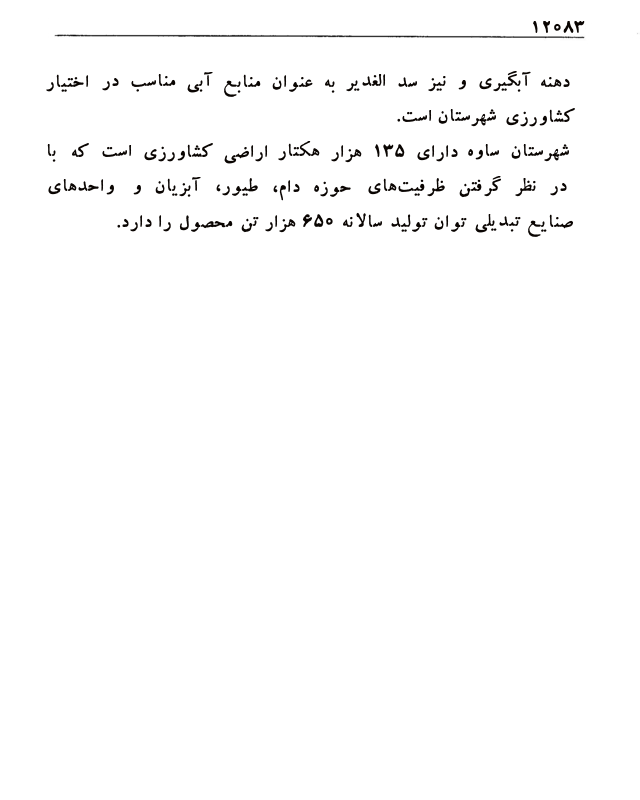 ۱۲۰۸۳
دهنه آبگیری و نیز سد الغدیر به عنوان منابع آبی مناسب در اختیار
کشاورزی شهرستان است.
شهرستان ساوه دارای ۱۳۵ هزار هکتار اراضی کشاورزی است که با
در نظر گرفتن ظرفیت‌های حوزه دام، طیور، آبزیان و واحدهای
صنایع تبدیلی توان تولید سالانه ۶۵۰ هزار تن محصول را دارد.